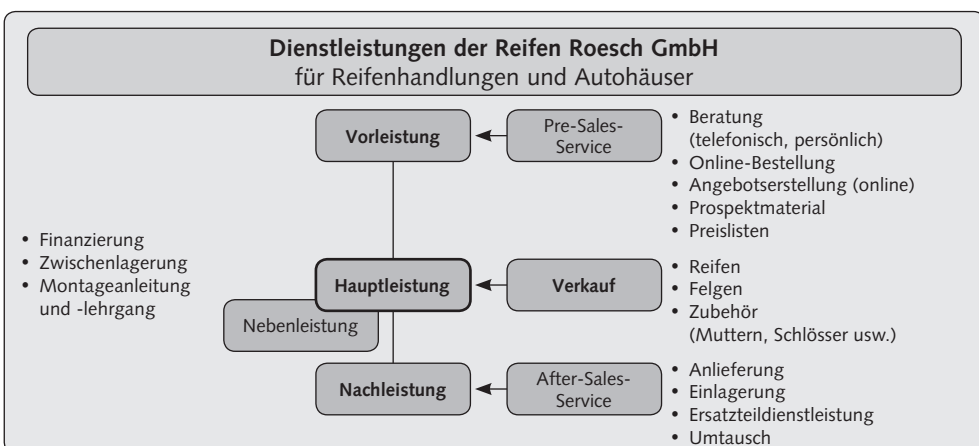 Dienstleistungen der Reifen Roesch GmbH
für Reifenhandlungen und Autohäuser
Vorleistung
Pre-Sales-
Service
• Beratung
(telefonisch, persönlich)
• Online-Bestellung
• Angebotserstellung (online)
• Prospektmaterial
• Preislisten
• Finanzierung
• Zwischenlagerung
• Montageanleitung
und -lehrgang
Hauptleistung
Nebenleistung
Verkauf
• Reifen
• Felgen
• Zubehör
(Muttern, Schlösser usw.)
Nachleistung
After-Sales-
Service
• Anlieferung
• Einlagerung
• Ersatzteildienstleistung
• Umtausch